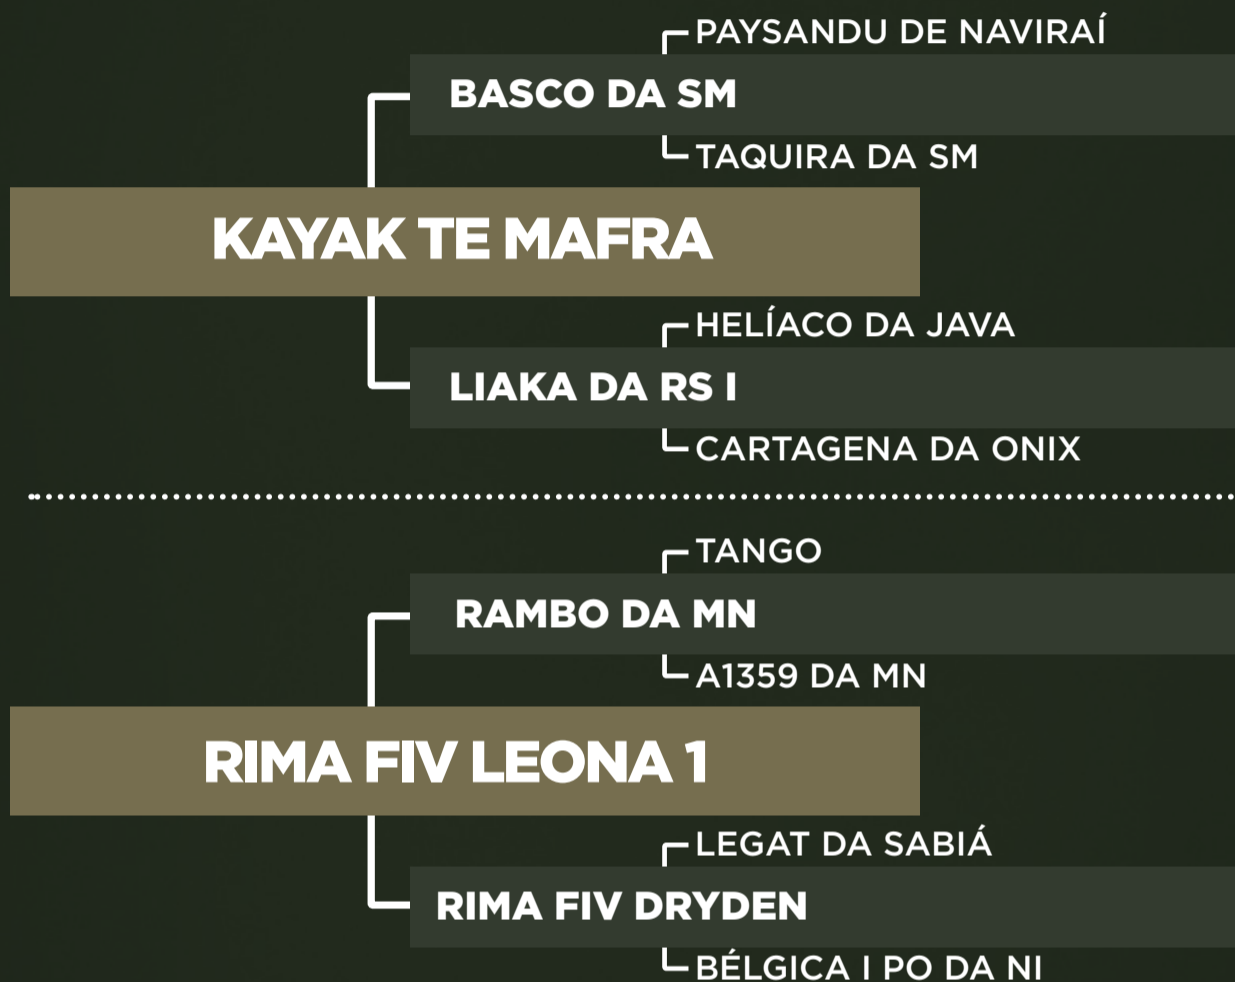 PAYSANDU DE NAVIRAÍ
BASCO DA SM
TAQUIRA DA SM
KAYAK TE MAFRA
HELÍACO DA JAVA
LIAKA DA RS I
CARTAGENA DA ONIX
TANGO
RAMBO DA MN
A1359 DA MN
RIMA FIV LEONA 1
LEGAT DA SABIÁ
RIMA FIV DRYDEN
BÉLGICA I PO DA NI